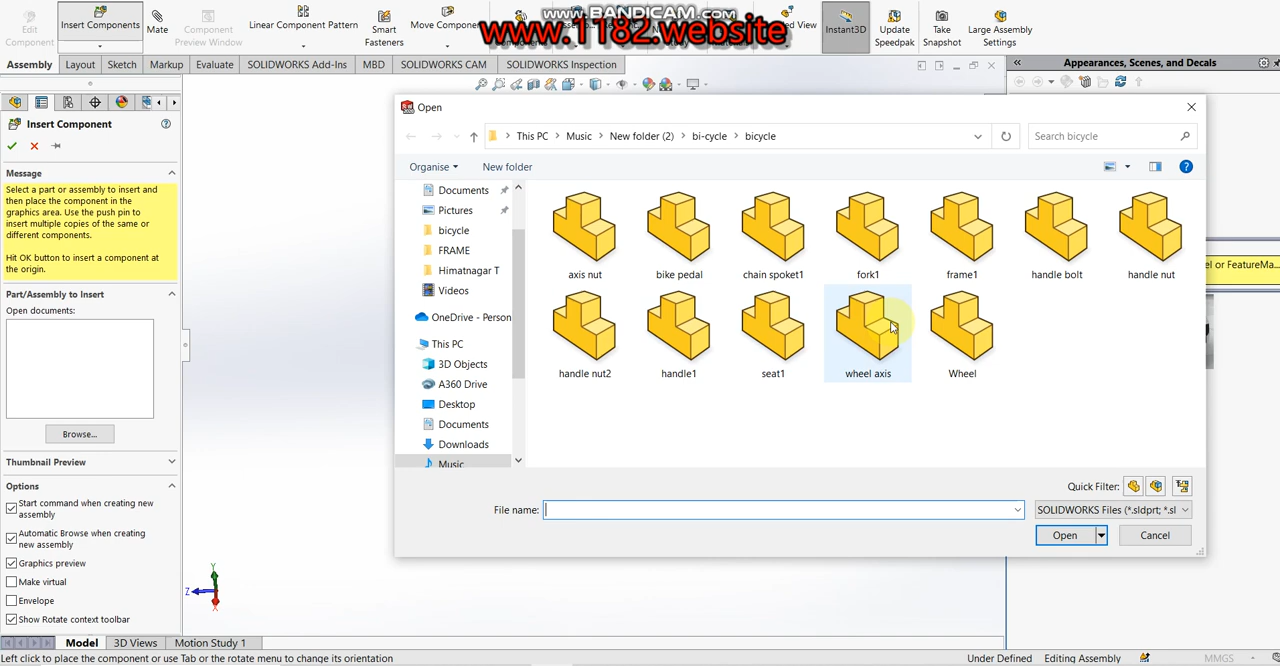 www.BANDICAM.com
www.1182.website
Edit
Component
Insert Components
Mate
Component
Preview Window
Linear Component Pattern
Smart
Fasteners
Move Component
Instant3D
Update
Speedpak
Take
Snapshot
Large Assembly
Settings
Assembly
Layout
Sketch
Markup
Evaluate
SOLIDWORKS Add-Ins
MBD
SOLIDWORKS CAM
SOLIDWORKS Inspection
Appearances, Scenes, and Decals
Insert Component
Message
Select a part or assembly to insert and
then place the component in the
graphics area. Use the push pin to
insert multiple copies of the same or
different components.
Hit OK button to insert a component at
the origin.
Part/Assembly to Insert
Open documents:
Browse...
Thumbnail Preview
Options
Start command when creating new
assembly
Automatic Browse when creating
new assembly
Graphics preview
Make virtual
Envelope
Show Rotate context toolbar
Open
This PC
Music
New folder (2)
bi-cycle
bicycle
Search bicycle
Organise
New folder
Documents
Pictures
bicycle
FRAME
Himatnagar T
Videos
OneDrive - Person
This PC
3D Objects
A360 Drive
Desktop
Documents
Downloads
Music
axis nut
bike pedal
chain spoket1
fork1
frame1
handle bolt
handle nut
handle nut2
handle1
seat1
wheel axis
Wheel
Quick Filter:
File name:
SOLIDWORKS Files (*.sldprt; *.sl
Open
Cancel
el or FeatureMa...
Y
Z
X
Model
3D Views
Motion Study 1
Left click to place the component or use Tab or the rotate menu to change its orientation
Under Defined
Editing Assembly
MMGS